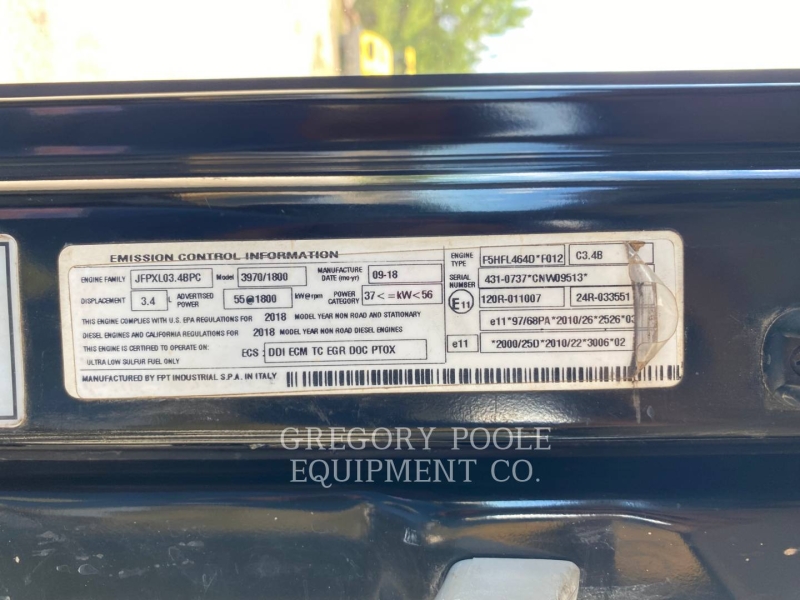 EMISSION CONTROL INFORMATION
ENGINE FAMILY JFPXL03.4BPC Model 3970/1800 MANUFACTURE DATE (mo-yr) 09-18
DISPLACEMENT 3.4 L ADVERTISED POWER 55@1800 kW@rpm POWER CATEGORY 37<=kW<56
THIS ENGINE COMPLIES WITH U.S. EPA REGULATIONS FOR 2018 MODEL YEAR NON ROAD AND STATIONARY
DIESEL ENGINES AND CALIFORNIA REGULATIONS FOR 2018 MODEL YEAR NON ROAD DIESEL ENGINES
THIS ENGINE IS CERTIFIED TO OPERATE ON:
ULTRA LOW SULFUR FUEL ONLY
ECS: DDI ECM TC EGR DOC PTOX
MANUFACTURED BY FPT INDUSTRIAL S.P.A. IN ITALY
ENGINE TYPE F5HFL464D*F012 C3.4B
SERIAL NUMBER 431-0737*CNW09513*
E11 120R-011007 24R-033551
e11*97/68PA*2010/26*2526*03
e11 *2000/25D*2010/22*3006*02
GREGORY POOLE
EQUIPMENT CO.